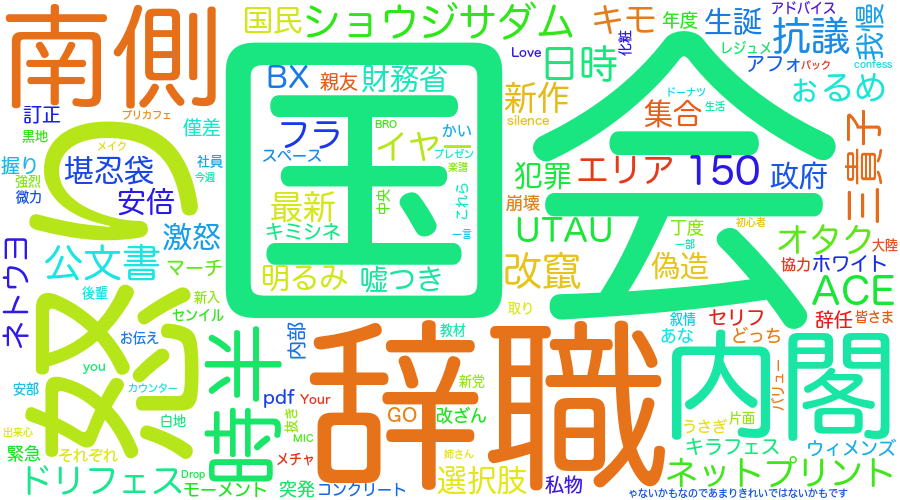 南側
国会
国民
ショウジサダム
キモ
年度
生誕
アドバイス
抗議
我慢
レジュメ
アフォ
パック
confess
Love
化粧
日時
BX
親友
財務省
訂正
プリカフェ
僅差
黒地
メイク
フラ
BRO
かい
イヤー
新作
silence
集合
ドーナツ
生活
ぉるめ
三貴子
握り
強烈
微力
堪忍袋
社員
今週
スペース
プレゼン
楽譜
犯罪
エリア
150
政府
安倍
最新
中央
これら
崩壊
怒り
激怒
キミシネ
一言
UTAU
丁度
初心者
オタク
大陸
ネトウヨ
公文書
マーチ
明るみ
嘘つき
改竄
偽造
一部
協力
ホワイト
後輩
新入
センイル
取り
ACE
お伝え
内部
辞職
教材
叙情
あな
セリフ
どっち
辞任
皆さま
内閣
you
時半
安部
カウンター
pdf
Your
GO
改ざん
新党
バリュー
白地
抜き
MIC
うさぎ
片面
出来心
緊急
それぞれ
メチャ
姉さん
キラフェス
ウィメンズ
ドリフェス
Drop
モーメント
突発
コンクリート
選択肢
私物
ネットプリント
ゃないかもなのであまりきれいではないかもです